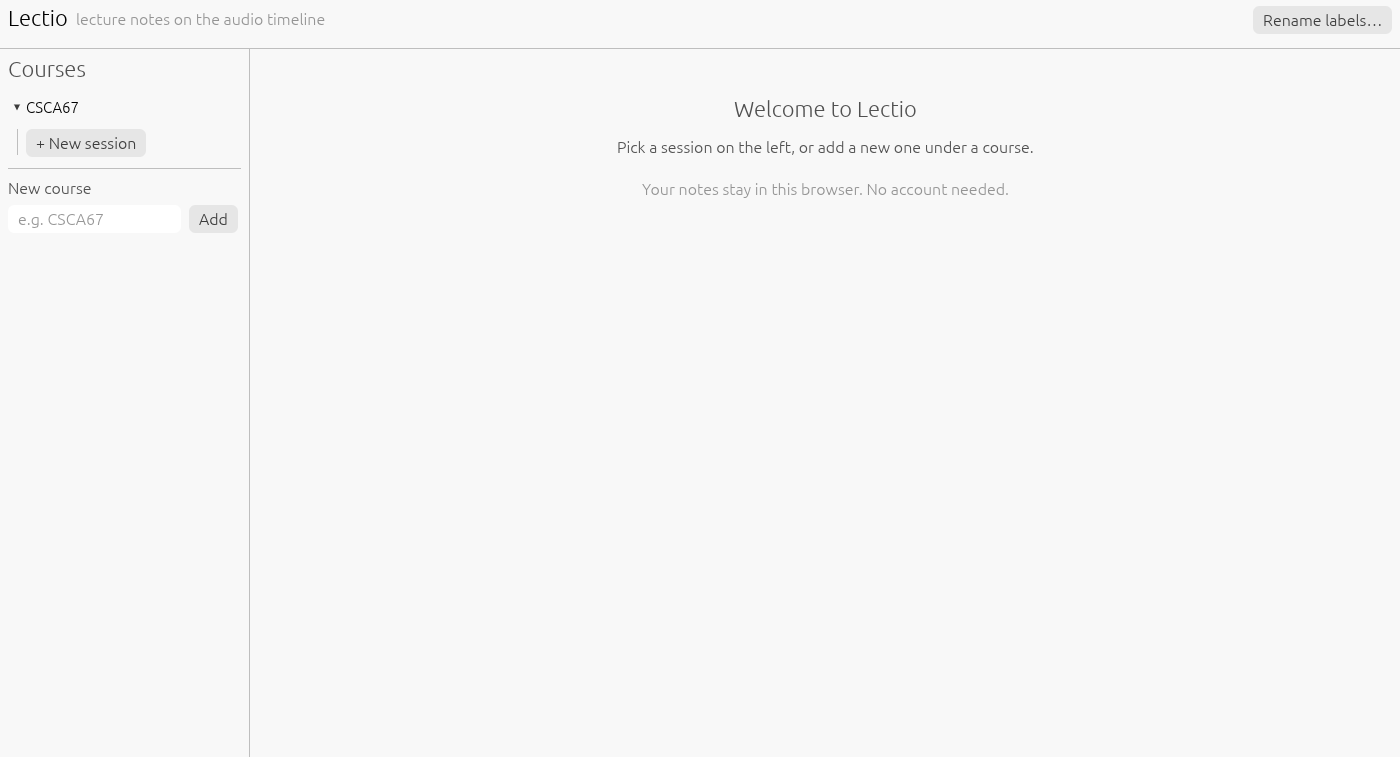 Lectio lecture notes on the audio timeline
Rename labels...
Courses
▾ CSCA67
+ New session
New course
e.g. CSCA67
Add
Welcome to Lectio
Pick a session on the left, or add a new one under a course.
Your notes stay in this browser. No account needed.